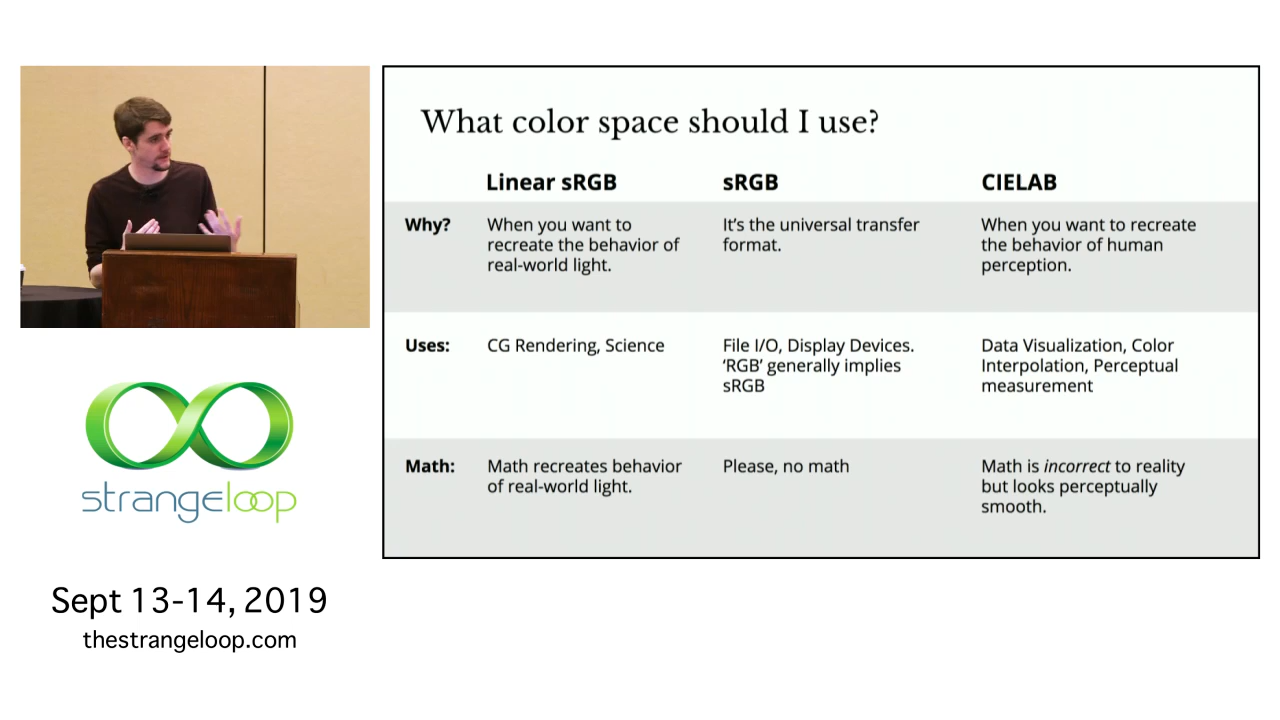 What color space should I use?
Linear sRGB
sRGB
CIELAB
Why?
When you want to
recreate the behavior of
real-world light.
It's the universal transfer
format.
When you want to recreate
the behavior of human
perception.
Uses:
CG Rendering, Science
File I/O, Display Devices.
‘RGB’ generally implies
sRGB
Data Visualization, Color
Interpolation, Perceptual
measurement
Math:
Math recreates behavior
of real-world light.
Please, no math
Math is incorrect to reality
but looks perceptually
smooth.
strangeloop
Sept 13-14, 2019
thestrangeloop.com